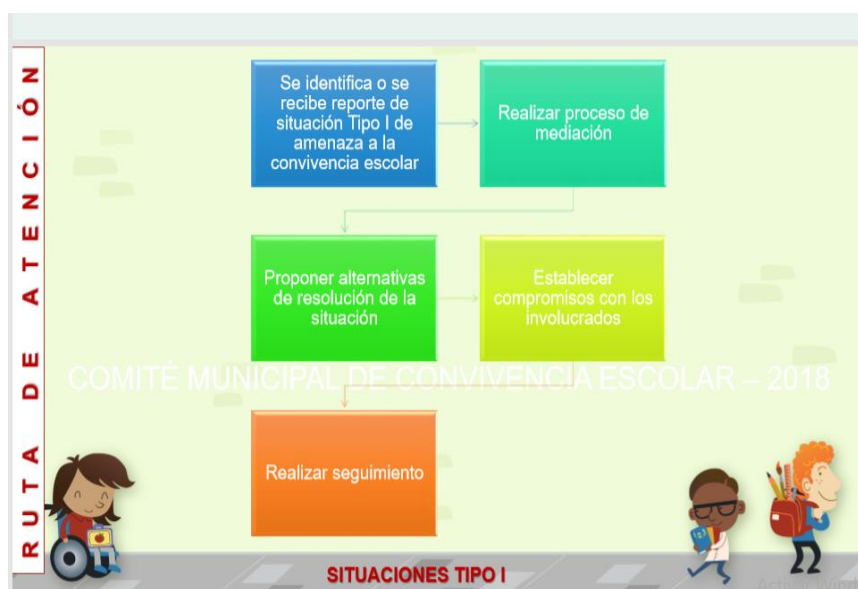 RUTA DE ATENCIÓN
Se identifica o se
recibe reporte de
situación Tipo I de
amenaza a la
convivencia escolar
Realizar proceso de
mediación
Proponer alternativas
de resolución de la
situación
Establecer
compromisos con los
involucrados
COMITÉ MUNICIPAL DE CONVIVENCIA ESCOLAR – 2018
Realizar seguimiento
SITUACIONES TIPO I